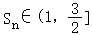 Sₙ∈ (1, 3/2]